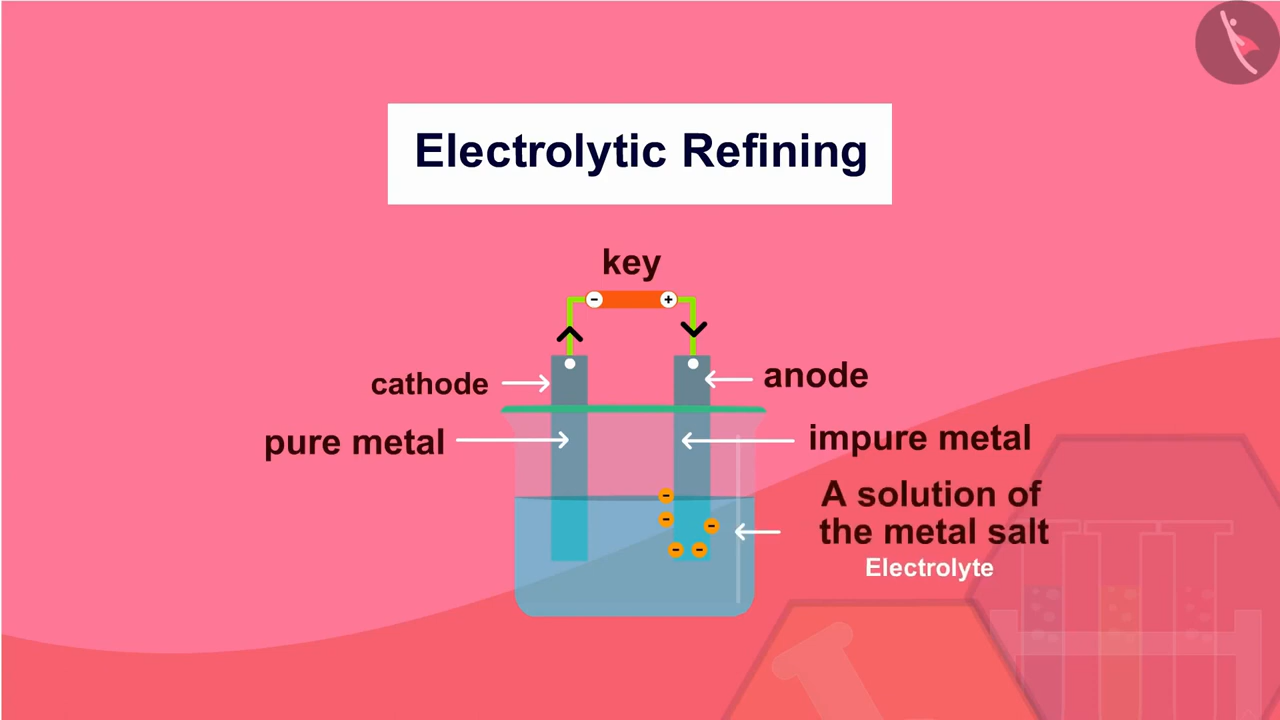 Electrolytic Refining
key
cathode
anode
pure metal
impure metal
A solution of
the metal salt
Electrolyte